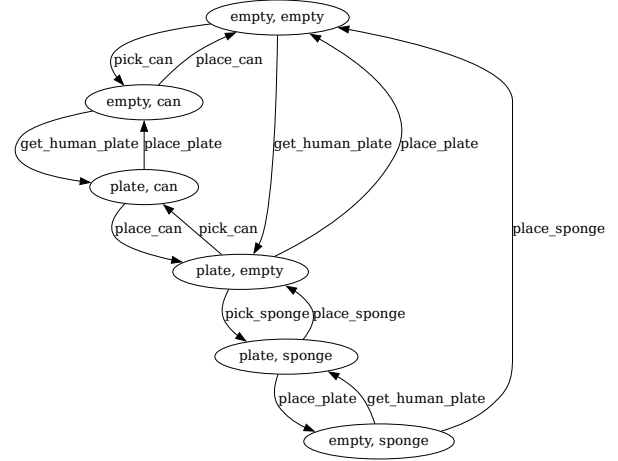 empty, empty
pick_can
place_can
empty, can
get_human_plate
place_plate
get_human_plate
place_plate
plate, can
place_can
pick_can
place_sponge
plate, empty
pick_sponge
place_sponge
plate, sponge
place_plate
get_human_plate
empty, sponge